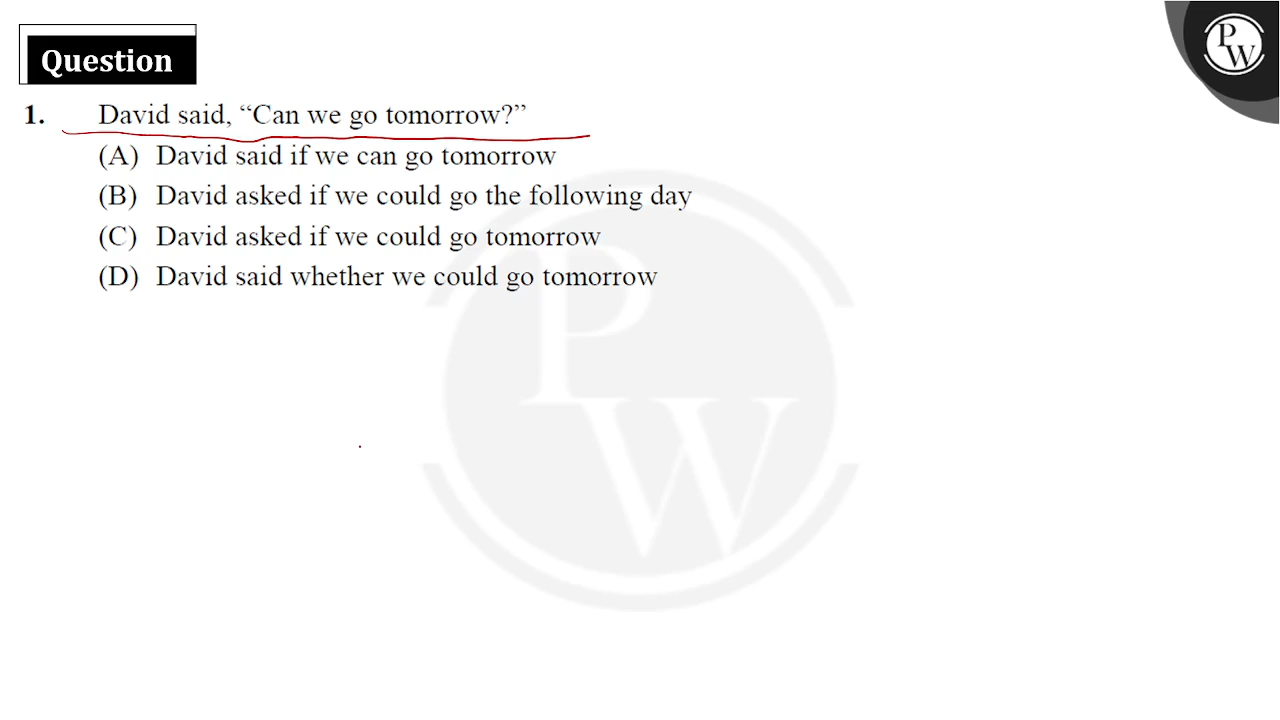 Question
PW
1. David said, “Can we go tomorrow?”
(A) David said if we can go tomorrow
(B) David asked if we could go the following day
(C) David asked if we could go tomorrow
(D) David said whether we could go tomorrow
PW